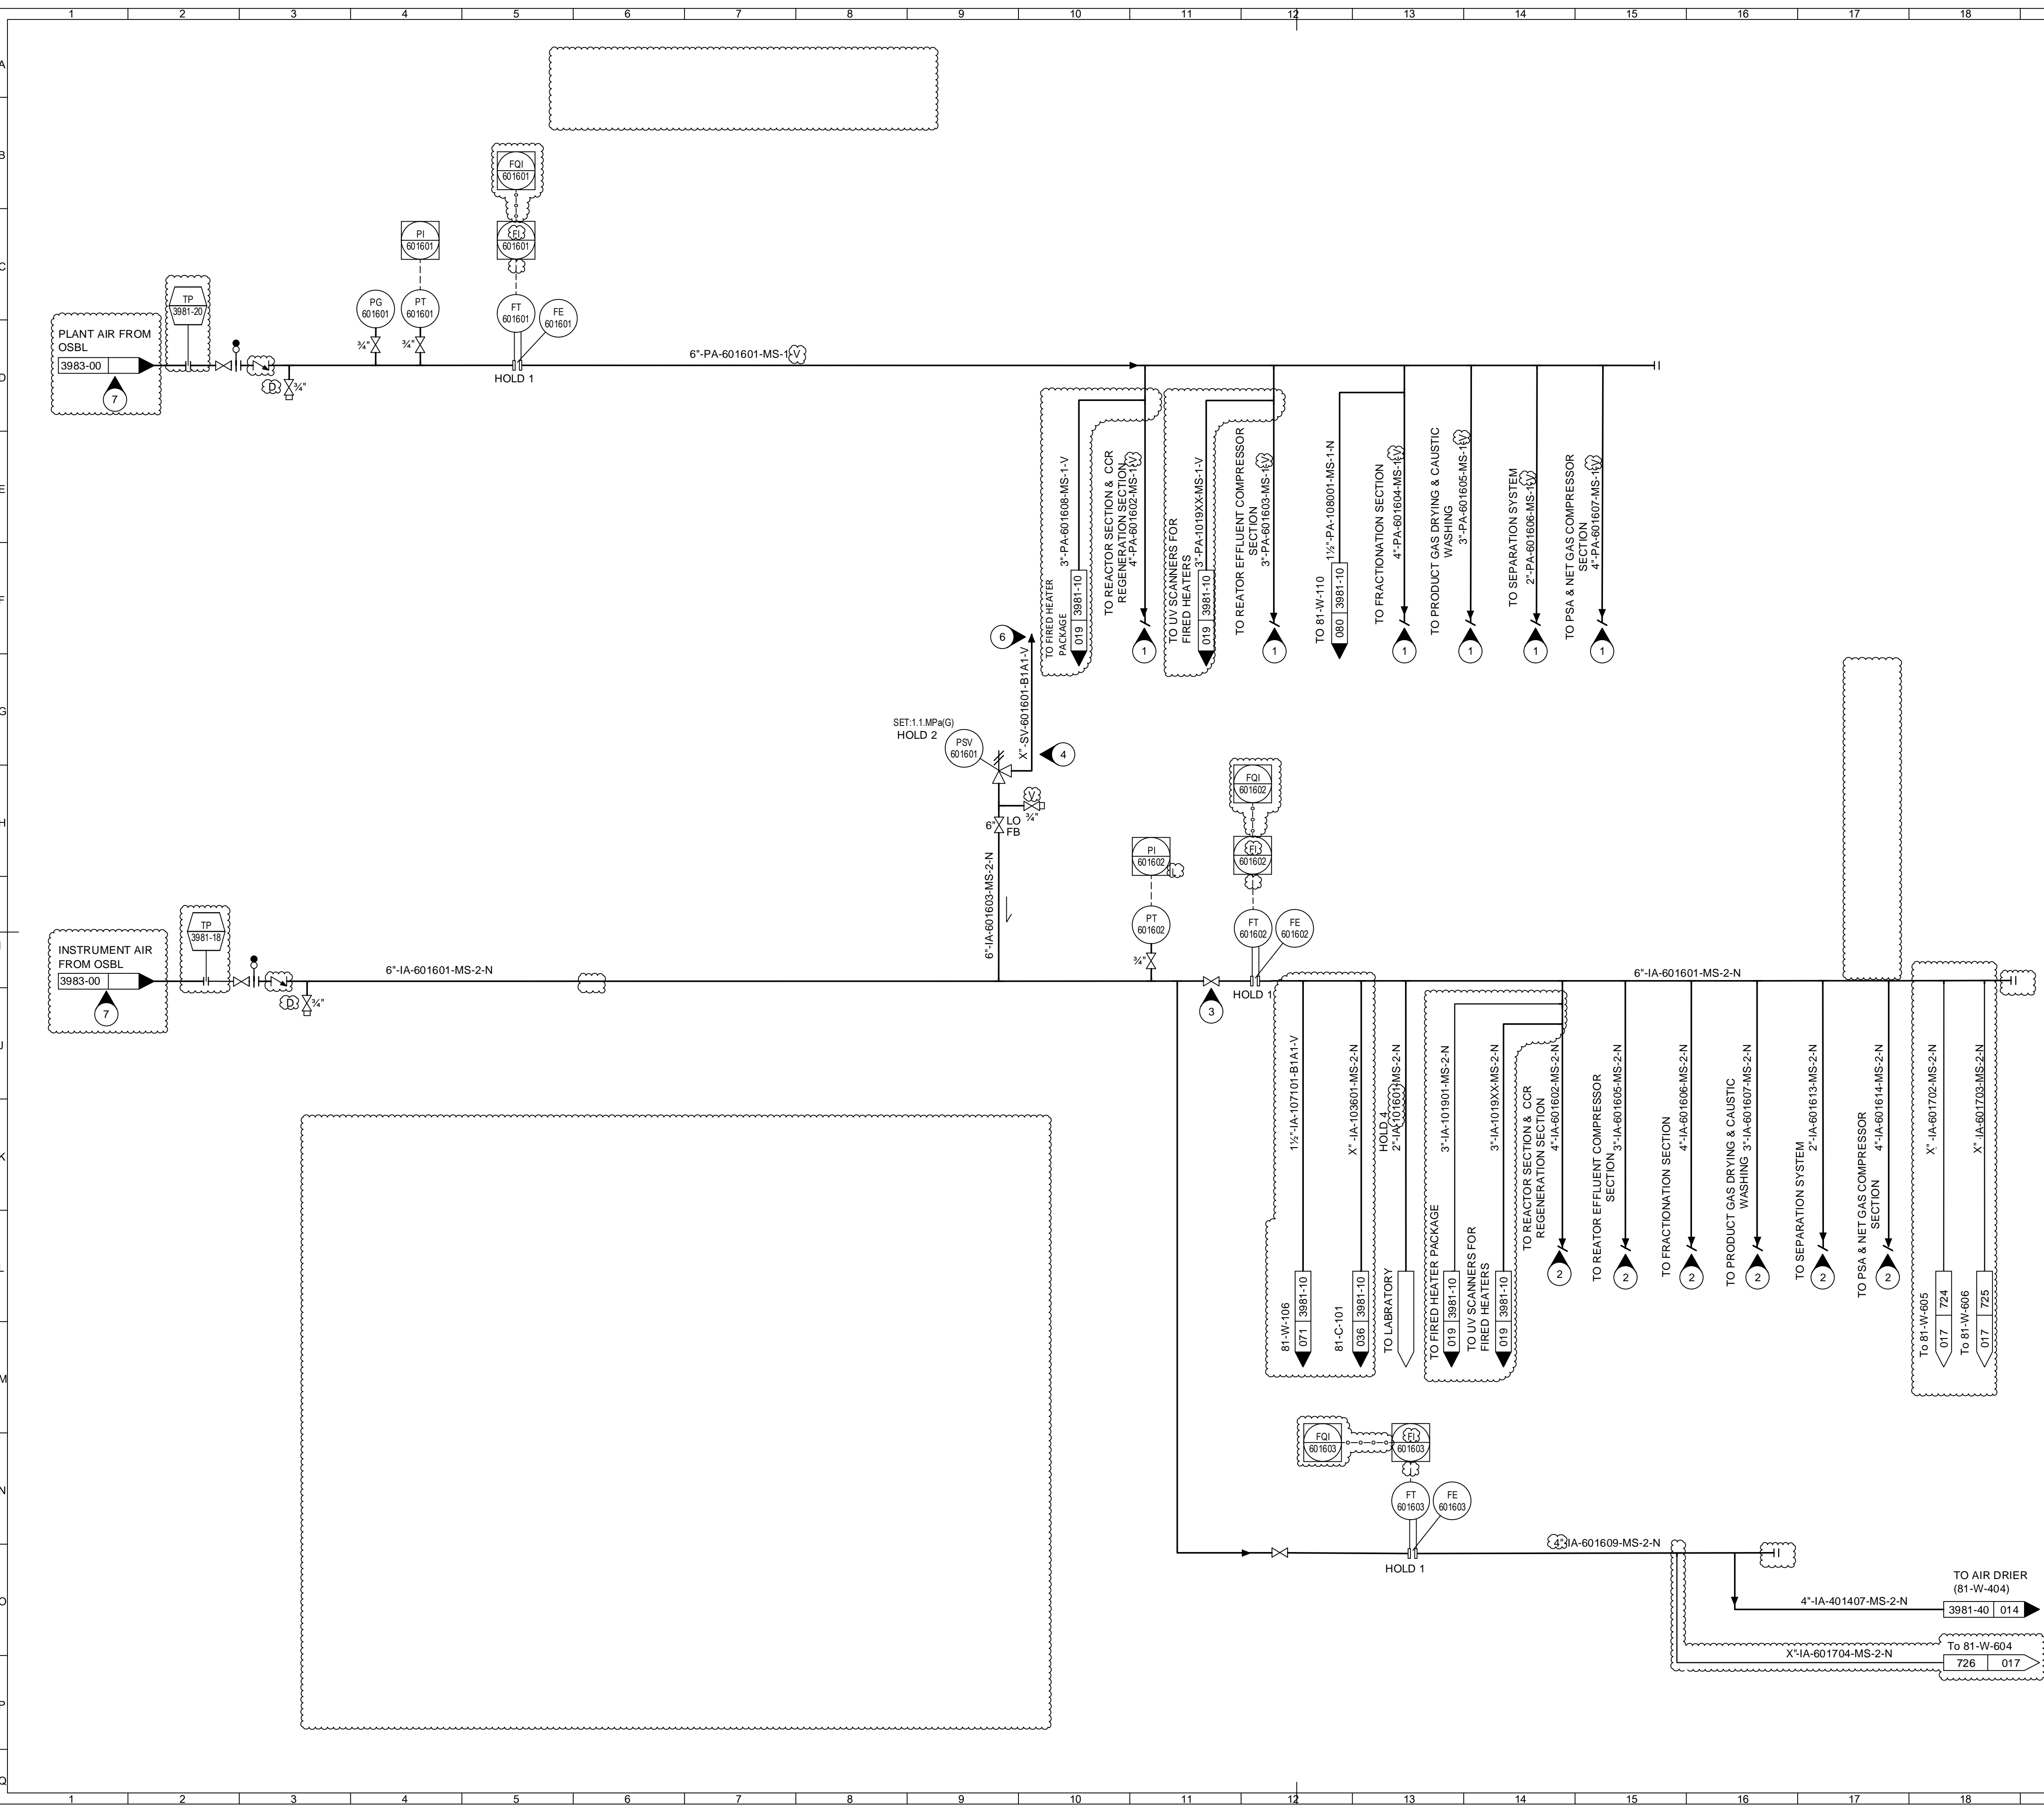 1 2 3 4 5 6 7 8 9 10 11 12 13 14 15 16 17 18
A
B
C
D
E
F
G
H
I
J
K
L
M
N
O
P
Q
FQI
601601
FI
601601
PI
601601
TP
3981-20
PG
601601
PT
601601
FT
601601
FE
601601
PLANT AIR FROM
OSBL
3983-00
7
D
¾"
¾"
¾"
HOLD 1
6"-PA-601601-MS-1-V
TO FIRED HEATER
PACKAGE
3"-PA-601608-MS-1-V
019 3981-10
TO REACTOR SECTION & CCR
REGENERATION SECTION
4"-PA-601602-MS-1-V
1
TO UV SCANNERS FOR
FIRED HEATERS
3"-PA-1019XX-MS-1-V
019 3981-10
TO REATOR EFFLUENT COMPRESSOR
SECTION
3"-PA-601603-MS-1-V
1
TO 81-W-110
1½"-PA-108001-MS-1-N
080 3981-10
TO FRACTIONATION SECTION
4"-PA-601604-MS-1-V
1
TO PRODUCT GAS DRYING & CAUSTIC
WASHING
3"-PA-601605-MS-1-V
1
TO SEPARATION SYSTEM
2"-PA-601606-MS-1-V
1
TO PSA & NET GAS COMPRESSOR
SECTION
4"-PA-601607-MS-1-V
1
6
X"-SV-601601-B1A1-V
4
SET:1.1.MPa(G)
HOLD 2
PSV
601601
V
¾"
6"
LO
FB
6"-IA-601603-MS-2-N
FQI
601602
FI
601602
PI
601602
L
PT
601602
FT
601602
FE
601602
¾"
TP
3981-18
INSTRUMENT AIR
FROM OSBL
3983-00
7
D
¾"
6"-IA-601601-MS-2-N
3
HOLD 1
6"-IA-601601-MS-2-N
81-W-106
1½"-IA-107101-B1A1-V
071 3981-10
81-C-101
X" -IA-103601-MS-2-N
036 3981-10
TO LABRATORY
HOLD 4
2"-IA-101601-MS-2-N
TO FIRED HEATER PACKAGE
3"-IA-101901-MS-2-N
019 3981-10
TO UV SCANNERS FOR
FIRED HEATERS
3"-IA-1019XX-MS-2-N
019 3981-10
TO REACTOR SECTION & CCR
REGENERATION SECTION
4"-IA-601602-MS-2-N
2
TO REATOR EFFLUENT COMPRESSOR
SECTION
3"-IA-601605-MS-2-N
2
TO FRACTIONATION SECTION
4"-IA-601606-MS-2-N
2
TO PRODUCT GAS DRYING & CAUSTIC
WASHING
3"-IA-601607-MS-2-N
2
TO SEPARATION SYSTEM
2"-IA-601613-MS-2-N
2
TO PSA & NET GAS COMPRESSOR
SECTION
4"-IA-601614-MS-2-N
2
To 81-W-605
X" -IA-601702-MS-2-N
017 724
To 81-W-606
X" -IA-601703-MS-2-N
017 725
FQI
601603
FI
601603
FT
601603
FE
601603
HOLD 1
4"-IA-601609-MS-2-N
4"-IA-401407-MS-2-N
TO AIR DRIER
(81-W-404)
3981-40 014
X"-IA-601704-MS-2-N
To 81-W-604
726 017
1 2 3 4 5 6 7 8 9 10 11 12 13 14 15 16 17 18